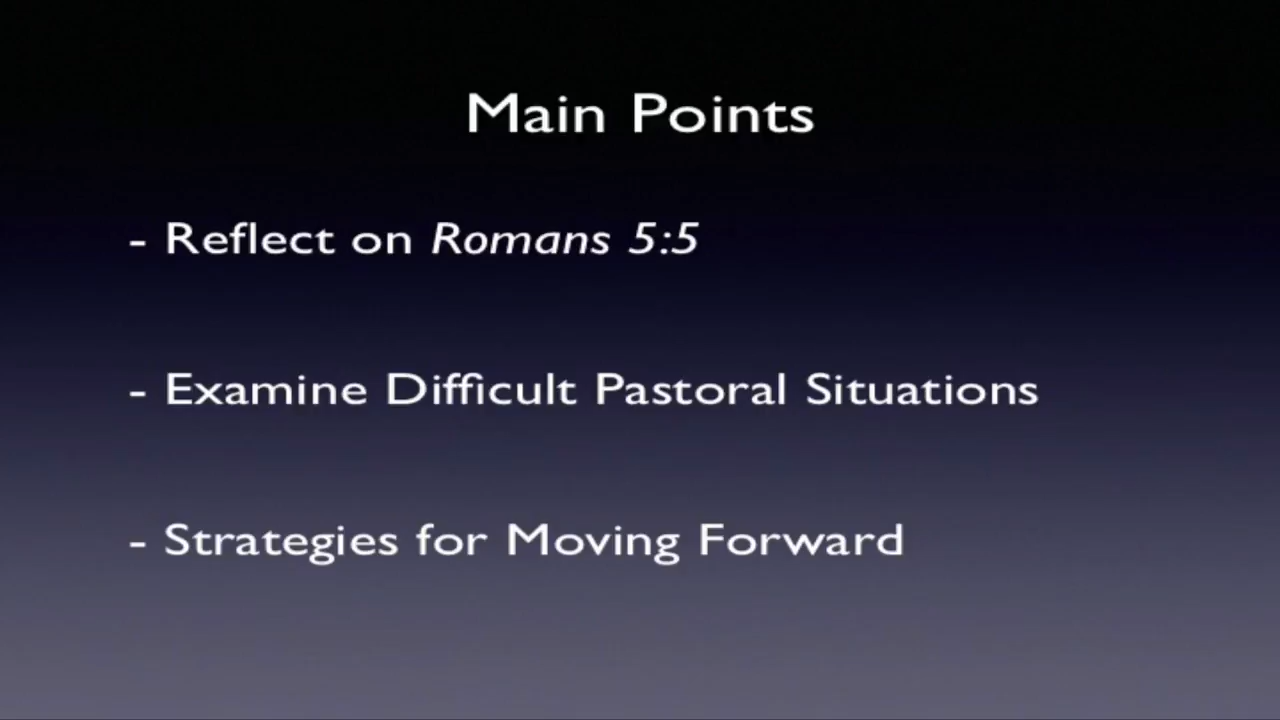 Main Points
- Reflect on Romans 5:5
- Examine Difficult Pastoral Situations
- Strategies for Moving Forward